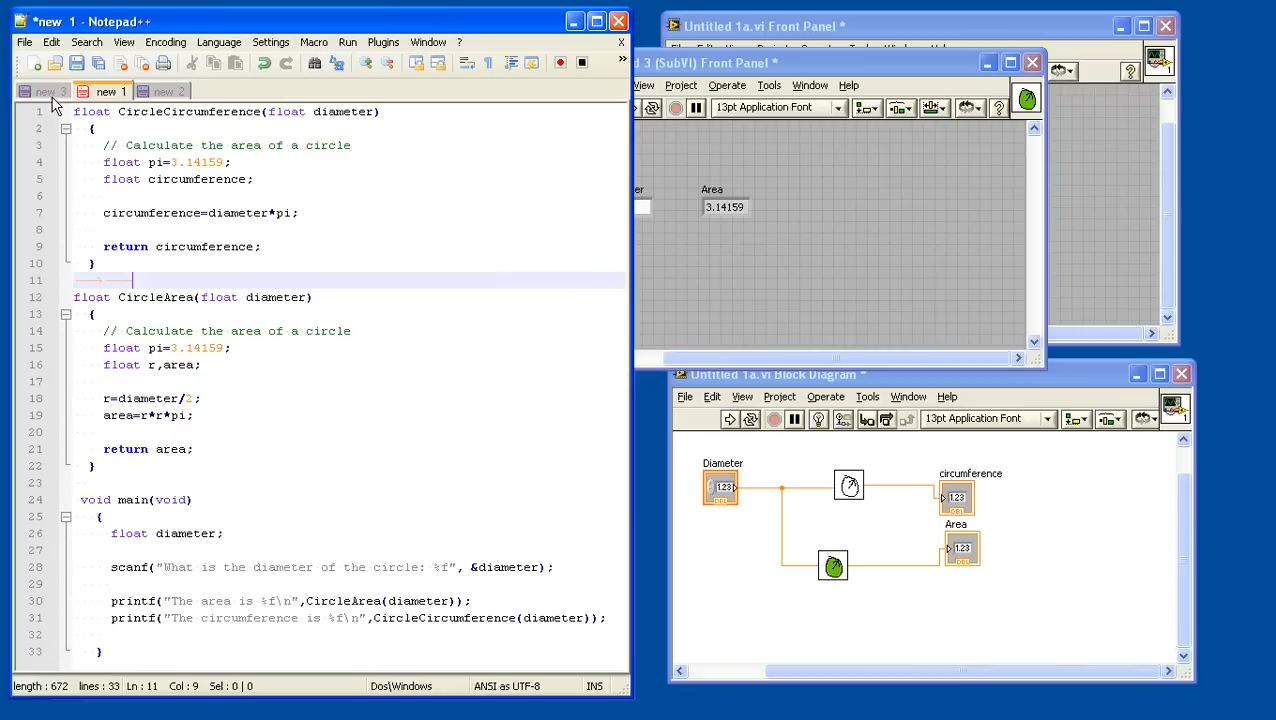 *new  1 - Notepad++
File Edit Search View Encoding Language Settings Macro Run Plugins Window ? X
new 3 new 1 new 2
1 float CircleCircumference(float diameter)
2 {
3 // Calculate the area of a circle
4 float pi=3.14159;
5 float circumference;
6
7 circumference=diameter*pi;
8
9 return circumference;
10 }
11
12 float CircleArea(float diameter)
13 {
14 // Calculate the area of a circle
15 float pi=3.14159;
16 float r,area;
17
18 r=diameter/2;
19 area=r*r*pi;
20
21 return area;
22 }
23
24 void main(void)
25 {
26 float diameter;
27
28 scanf("What is the diameter of the circle: %f", &diameter);
29
30 printf("The area is %f\n",CircleArea(diameter));
31 printf("The circumference is %f\n",CircleCircumference(diameter));
32
33 }
length : 672 lines : 33 Ln : 11 Col : 9 Sel : 0 | 0 Dos\Windows ANSI as UTF-8 INS
Untitled 1a.vi Front Panel *
1
d 3 (SubVI) Front Panel *
View Project Operate Tools Window Help
13pt Application Font
er Area
3.14159
Untitled 1a.vi Block Diagram *
File Edit View Project Operate Tools Window Help
13pt Application Font
1
Diameter
1.23
DBL
circumference
1.23
DBL
Area
1.23
DBL